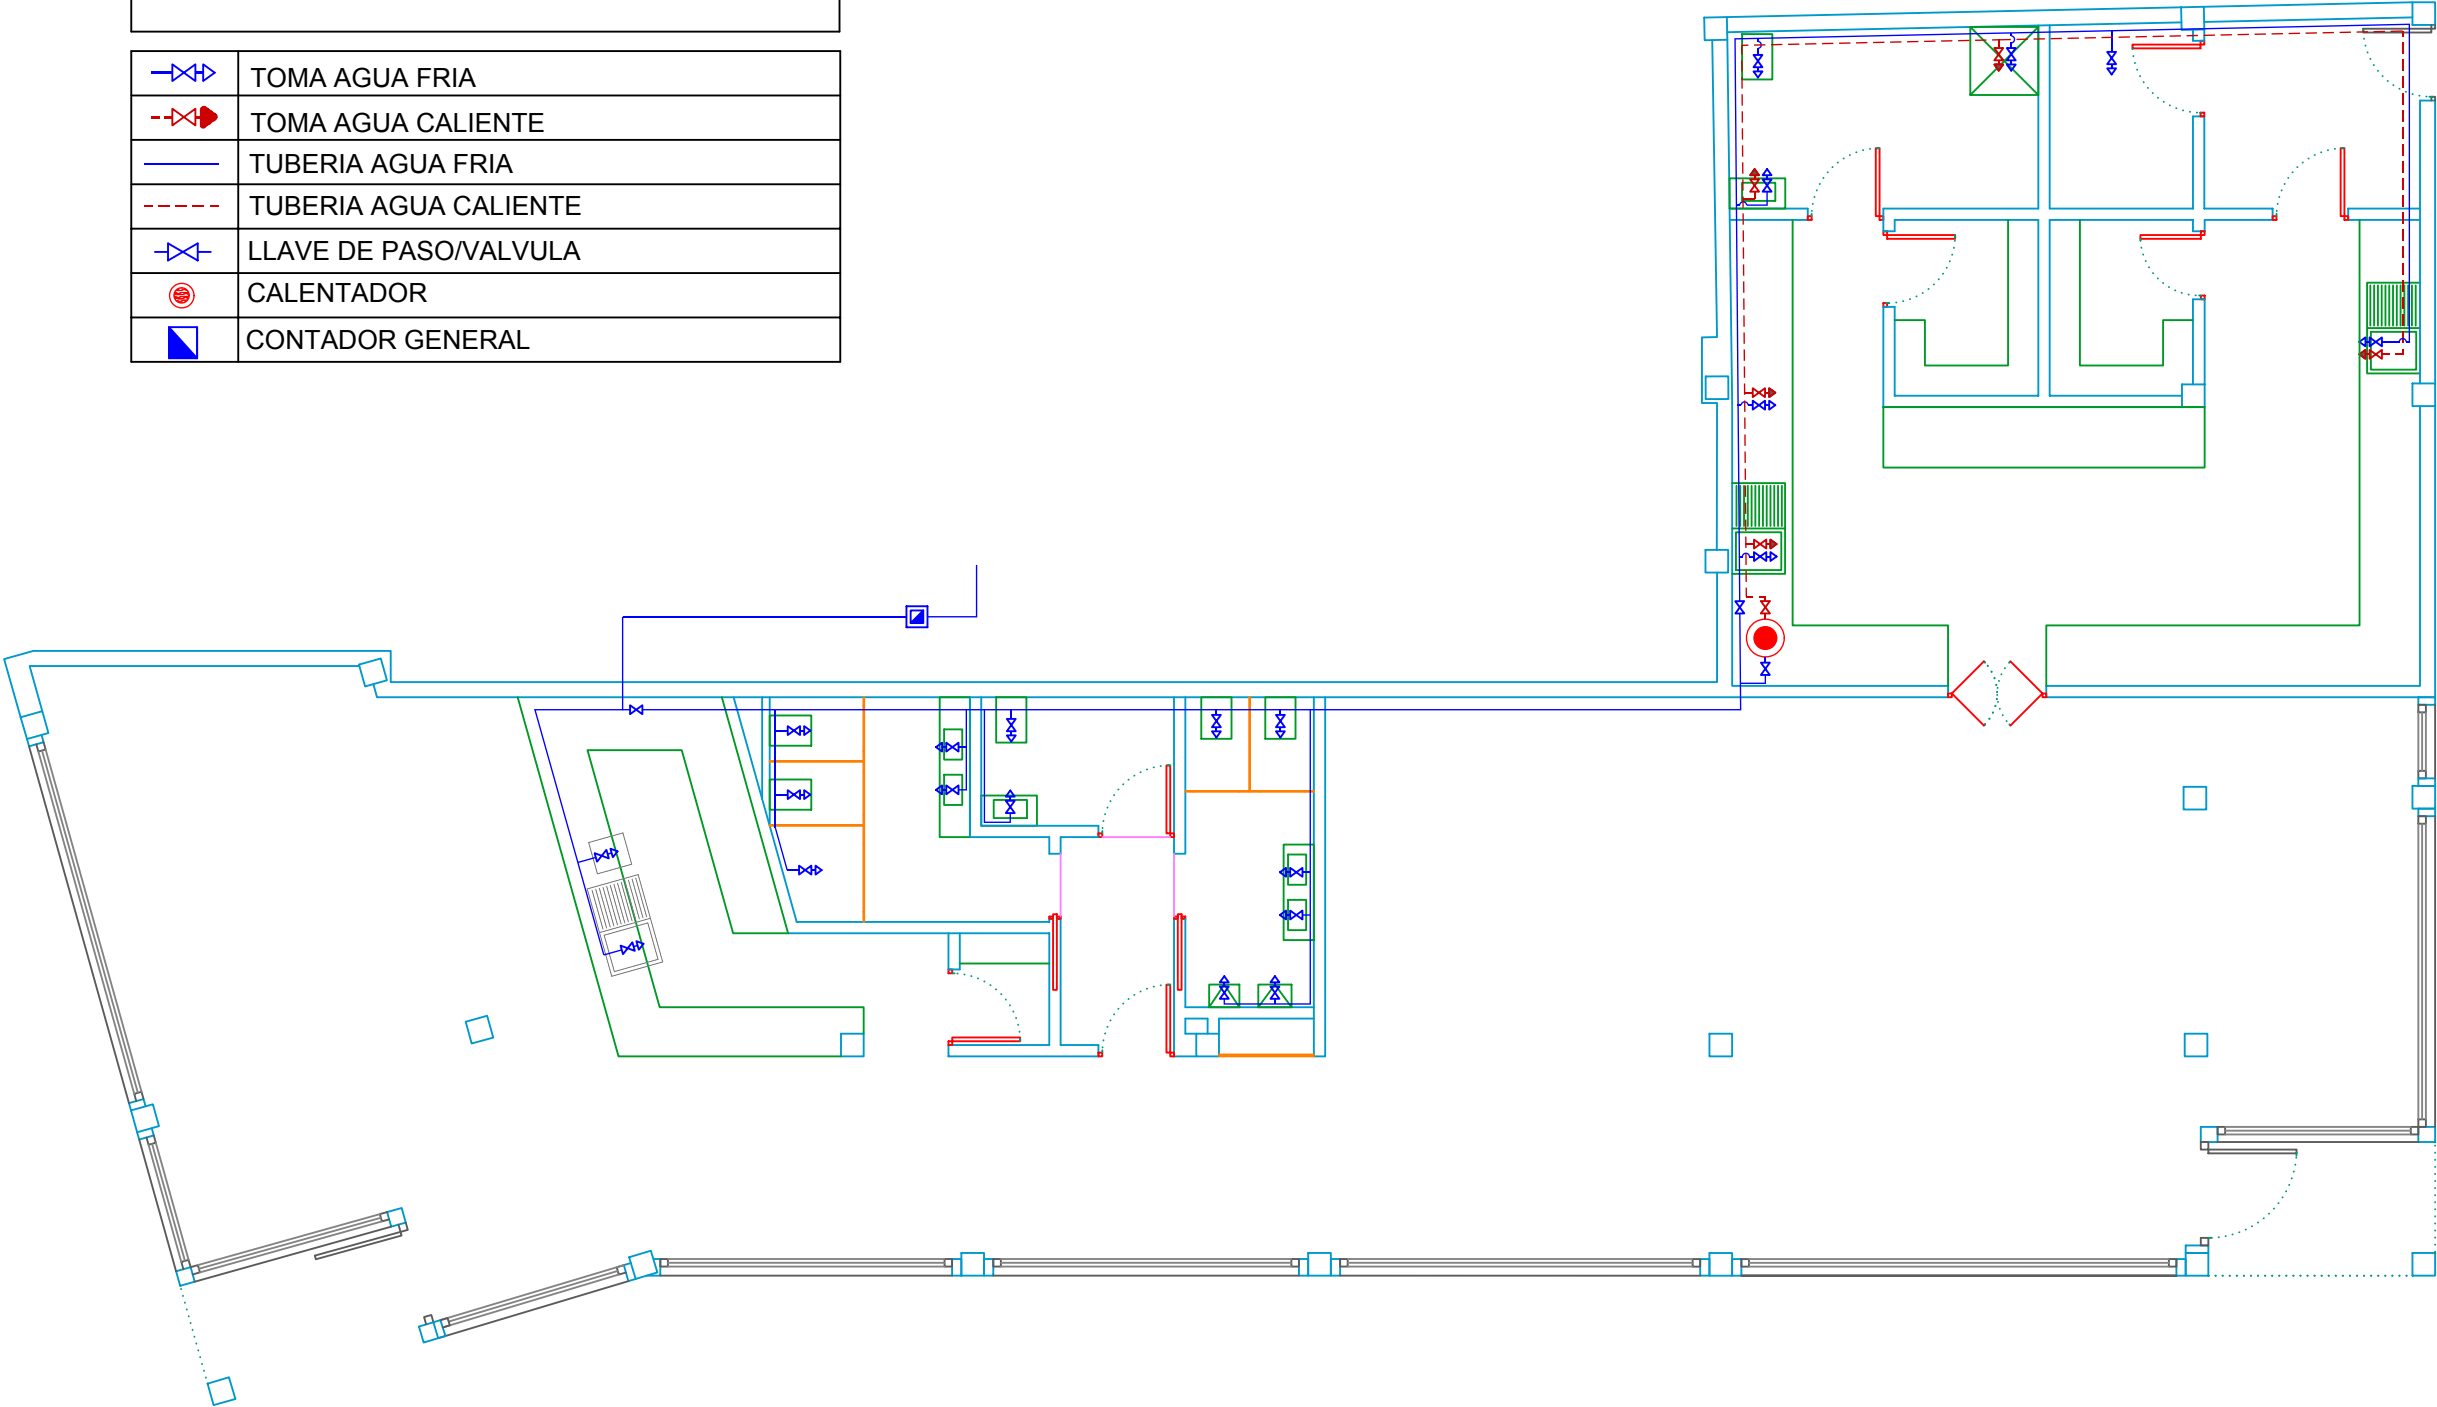 TOMA AGUA FRIA
TOMA AGUA CALIENTE
TUBERIA AGUA FRIA
TUBERIA AGUA CALIENTE
LLAVE DE PASO/VALVULA
CALENTADOR
CONTADOR GENERAL